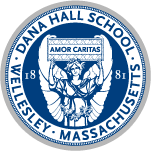 · DANA HALL SCHOOL ·
WELLESLEY · MASSACHUSETTS
AMOR CARITAS
18 81